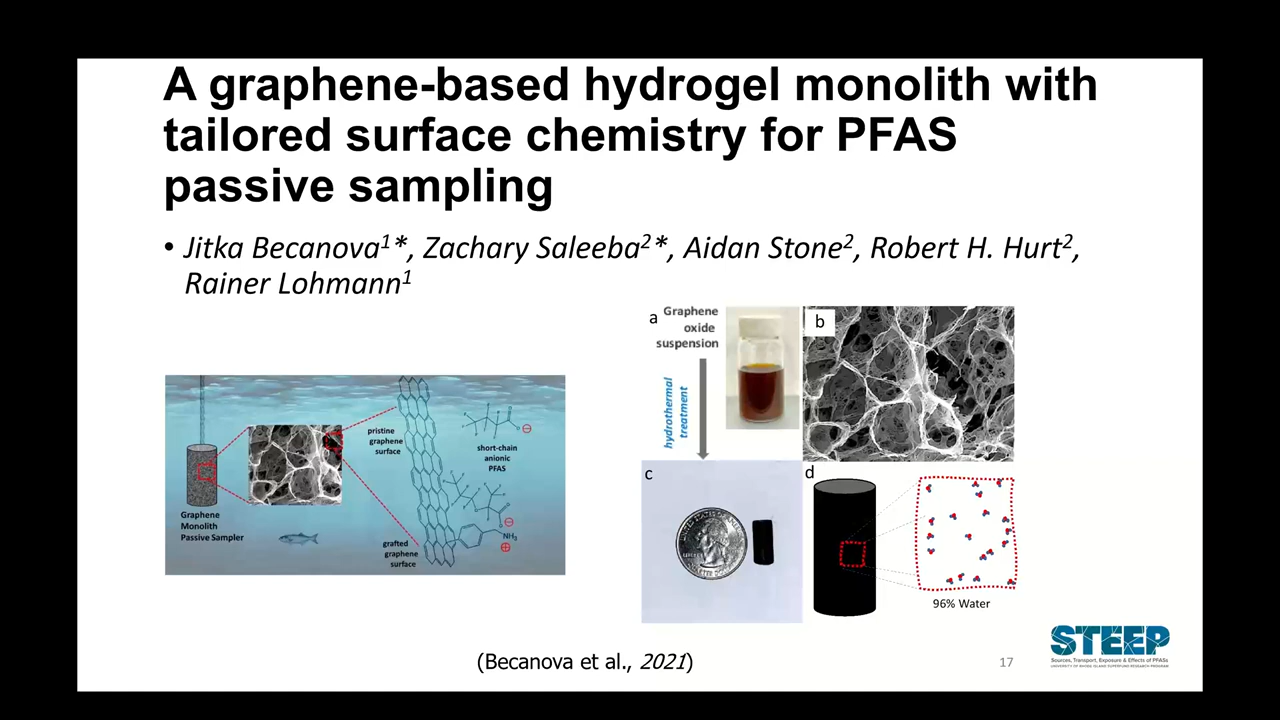 A graphene-based hydrogel monolith with
tailored surface chemistry for PFAS
passive sampling
• Jitka Becanova1*, Zachary Saleeba2*, Aidan Stone2, Robert H. Hurt2,
Rainer Lohmann1
Graphene
Monolith
Passive Sampler
pristine
graphene
surface
short-chain
anionic
PFAS
NH3
grafted
graphene
surface
a
Graphene
oxide
suspension
hydrothermal
treatment
b
c
d
96% Water
(Becanova et al., 2021)
17
STEEP
Sources, Transport, Exposure & Effects of PFASs
UNIVERSITY OF RHODE ISLAND SUPERFUND RESEARCH PROGRAM